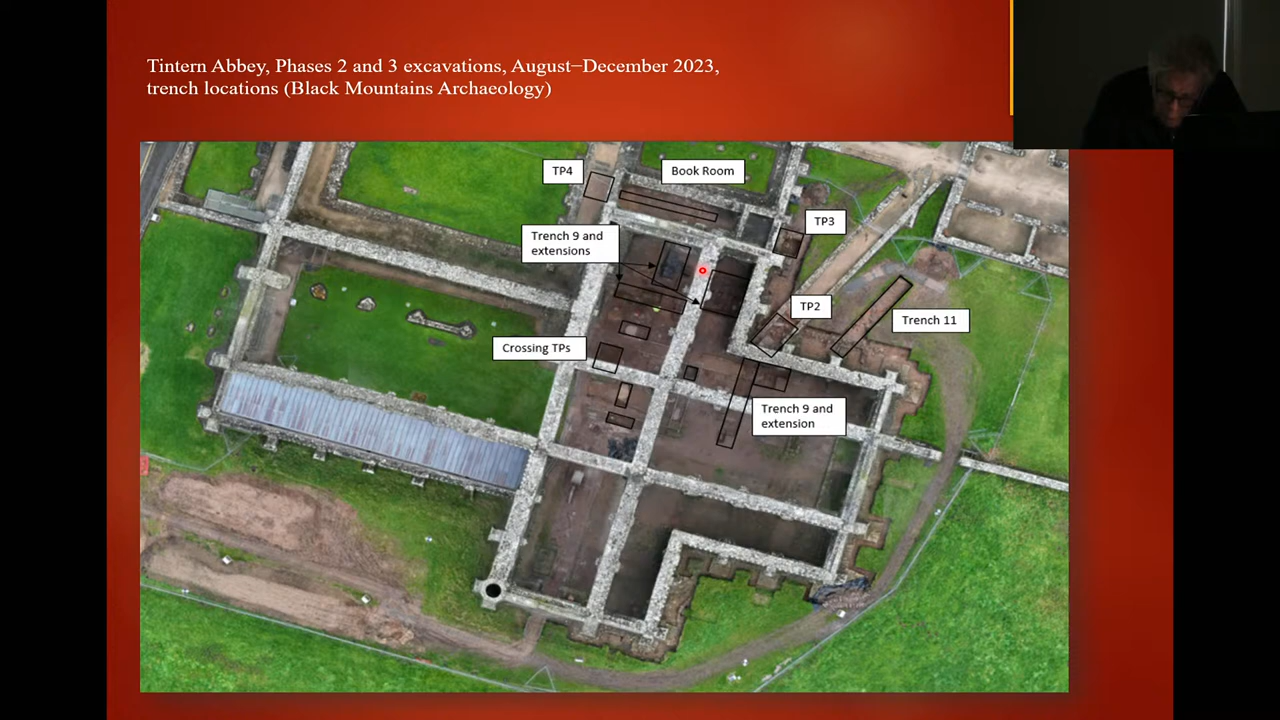 Tintern Abbey, Phases 2 and 3 excavations, August−December 2023,
trench locations (Black Mountains Archaeology)
TP4
Book Room
Trench 9 and
extensions
TP3
TP2
Trench 11
Crossing TPs
Trench 9 and
extension